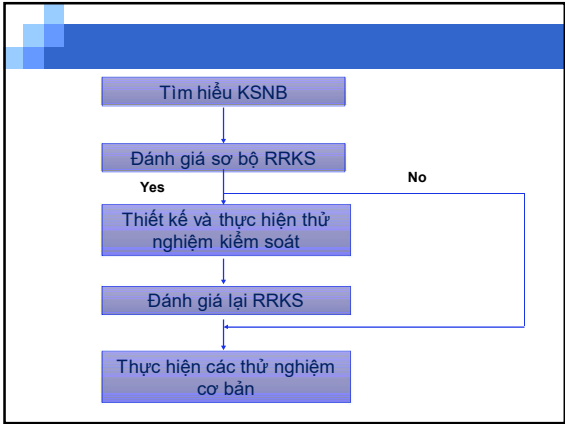 Tìm hiểu KSNB
Đánh giá sơ bộ RRKS
Yes
No
Thiết kế và thực hiện thử
nghiệm kiểm soát
Đánh giá lại RRKS
Thực hiện các thử nghiệm
cơ bản